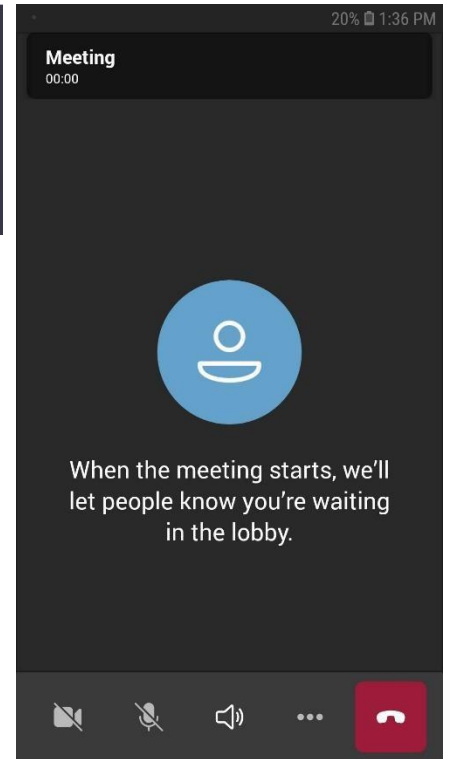 20% 1:36 PM
Meeting
00:00
When the meeting starts, we'll
let people know you're waiting
in the lobby.